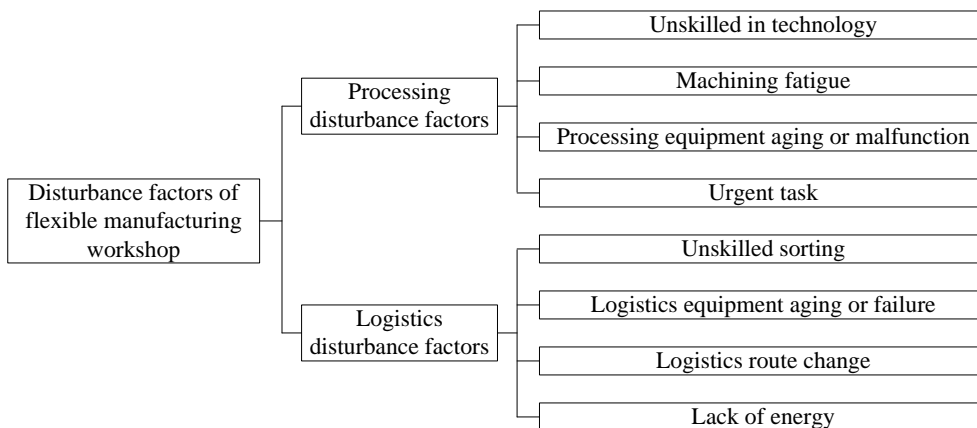 Disturbance factors of
flexible manufacturing
workshop
Processing
disturbance factors
Unskilled in technology
Machining fatigue
Processing equipment aging or malfunction
Urgent task
Logistics
disturbance factors
Unskilled sorting
Logistics equipment aging or failure
Logistics route change
Lack of energy